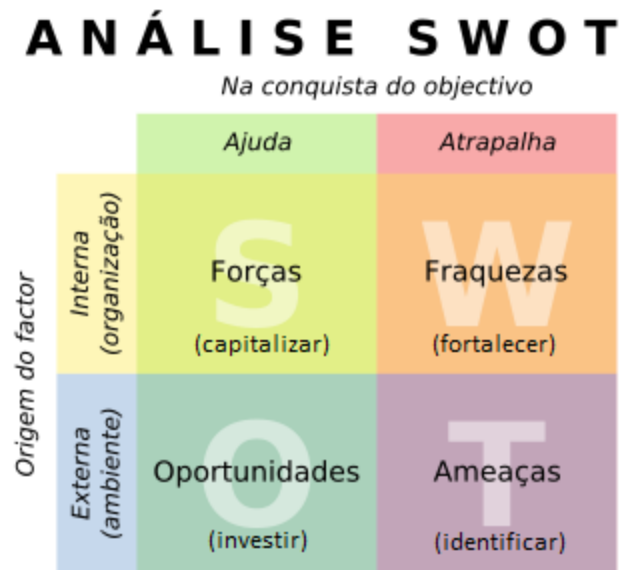 ANÁLISE SWOT
Na conquista do objectivo
Ajuda
Atrapalha
Origem do factor
Interna
(organização)
S
Forças
(capitalizar)
W
Fraquezas
(fortalecer)
Externa
(ambiente)
O
Oportunidades
(investir)
T
Ameaças
(identificar)